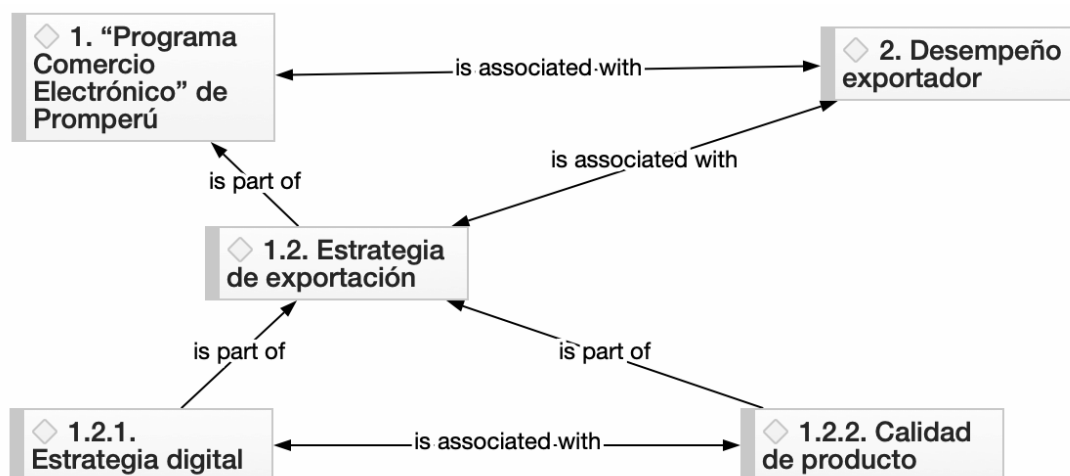 1. “Programa
Comercio
Electrónico” de
Promperú
is associated with
2. Desempeño
exportador
is associated with
is part of
1.2. Estrategia
de exportación
is part of
is part of
1.2.1.
Estrategia digital
is associated with
1.2.2. Calidad
de producto